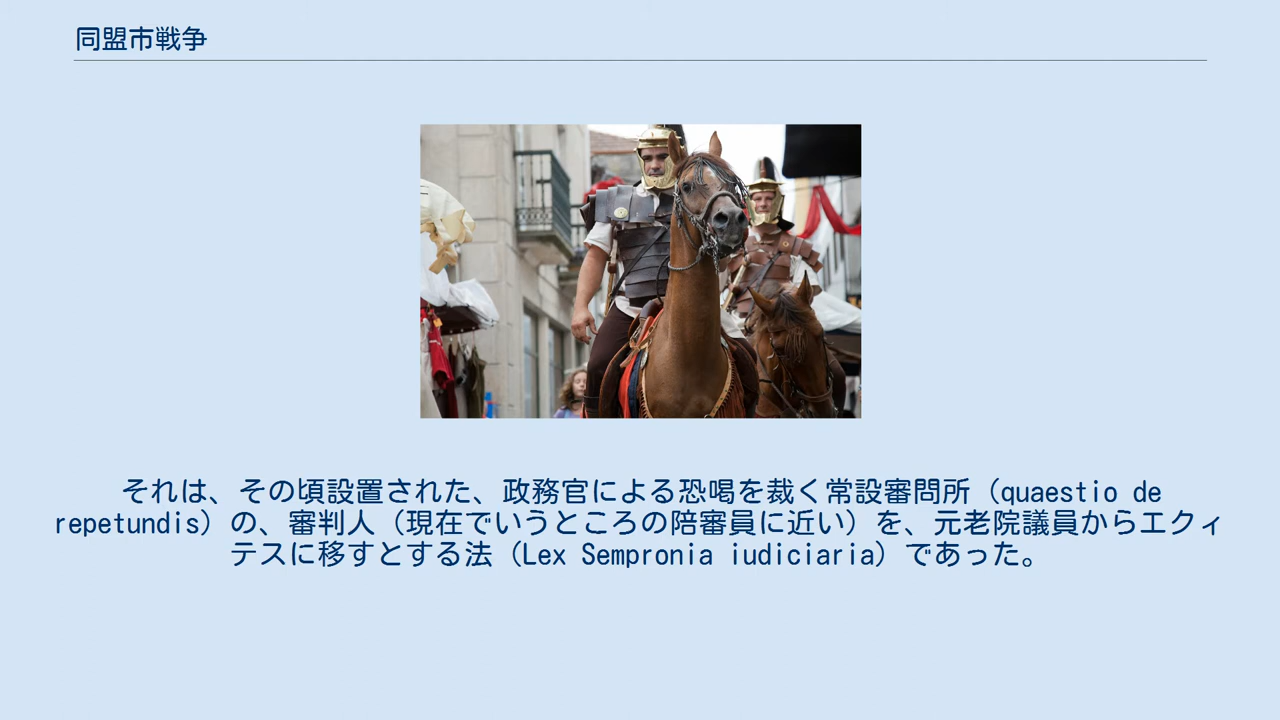 同盟市戦争
それは、その頃設置された、政務官による恐喝を裁く常設審問所（quaestio de
repetundis）の、審判人（現在でいうところの陪審員に近い）を、元老院議員からエクィ
テスに移すとする法（Lex Sempronia iudiciaria）であった。